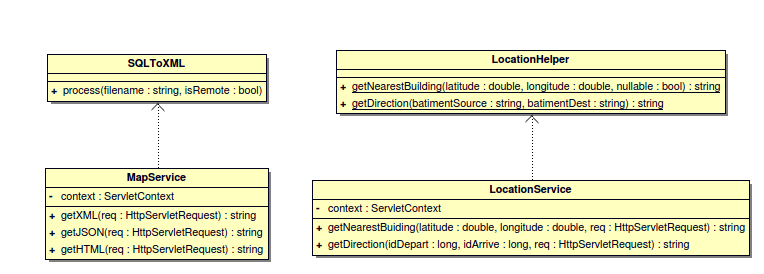 SQLToXML
+ process(filename : string, isRemote : bool)
LocationHelper
+ getNearestBuilding(latitude : double, longitude : double, nullable : bool) : string
+ getDirection(batimentSource : string, batimentDest : string) : string
MapService
- context : ServletContext
+ getXML(req : HttpServletRequest) : string
+ getJSON(req : HttpServletRequest) : string
+ getHTML(req : HttpServletRequest) : string
LocationService
- context : ServletContext
+ getNearestBuiding(latitude : double, longitude : double, req : HttpServletRequest) : string
+ getDirection(idDepart : long, idArrive : long, req : HttpServletRequest) : string